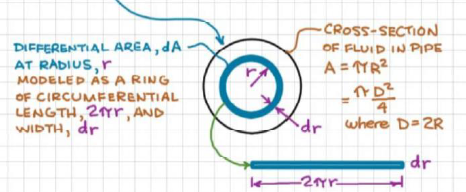 DIFFERENTIAL AREA, dA
AT RADIUS, r
MODELED AS A RING
OF CIRCUMFERENTIAL
LENGTH, 2πr, AND
WIDTH, dr
r
dr
CROSS-SECTION
OF FLUID IN PIPE
A = πR²
= πD²/4
where D=2R
dr
2πr